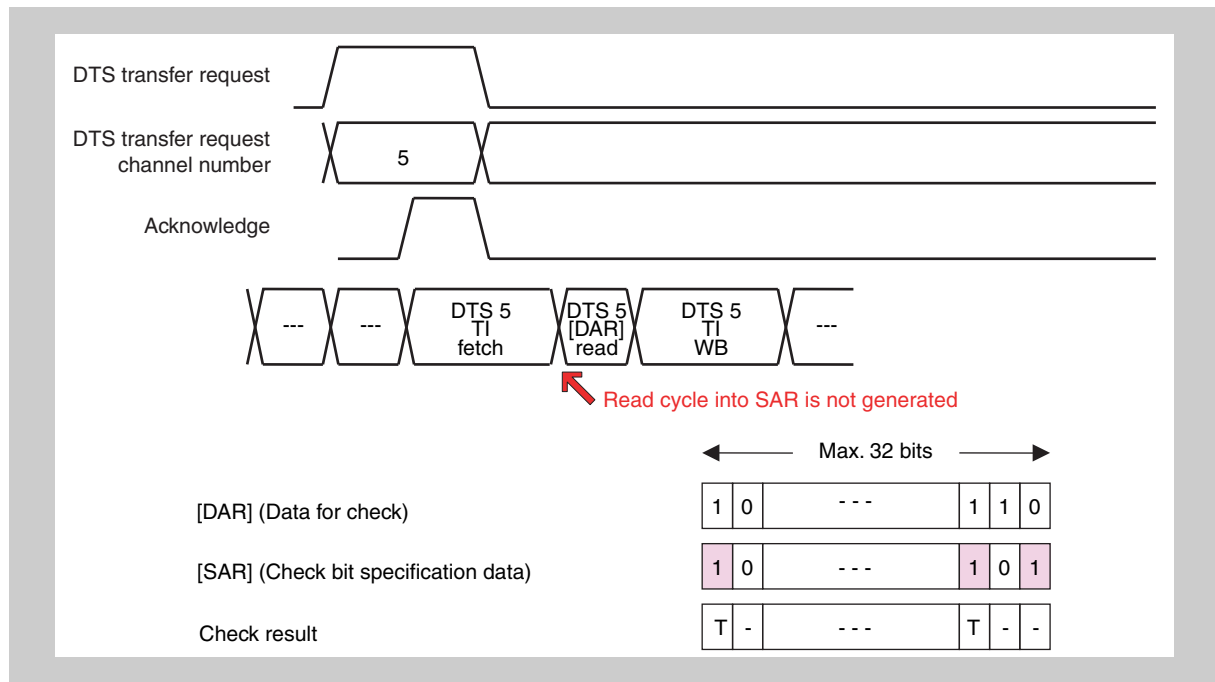 DTS transfer request
DTS transfer request
channel number
5
Acknowledge
---
---
DTS 5
TI
fetch
DTS 5
[DAR]
read
DTS 5
TI
WB
---
Read cycle into SAR is not generated
Max. 32 bits
[DAR] (Data for check)
1 0 - - - 1 1 0
[SAR] (Check bit specification data)
1 0 - - - 1 0 1
Check result
T - - - - T - -